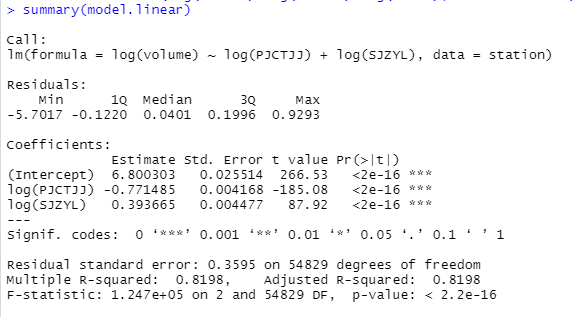 > summary(model.linear)
Call:
lm(formula = log(volume) ~ log(PJCTJJ) + log(SJZYL), data = station)
Residuals:
    Min      1Q  Median      3Q     Max
-5.7017 -0.1220  0.0401  0.1996  0.9293
Coefficients:
             Estimate Std. Error t value Pr(>|t|)
(Intercept)  6.800303   0.025514  266.53   <2e-16 ***
log(PJCTJJ) -0.771485   0.004168 -185.08   <2e-16 ***
log(SJZYL)   0.393665   0.004477   87.92   <2e-16 ***
---
Signif. codes:  0 ‘***’ 0.001 ‘**’ 0.01 ‘*’ 0.05 ‘.’ 0.1 ‘ ’ 1
Residual standard error: 0.3595 on 54829 degrees of freedom
Multiple R-squared:  0.8198,	Adjusted R-squared:  0.8198
F-statistic: 1.247e+05 on 2 and 54829 DF,  p-value: < 2.2e-16